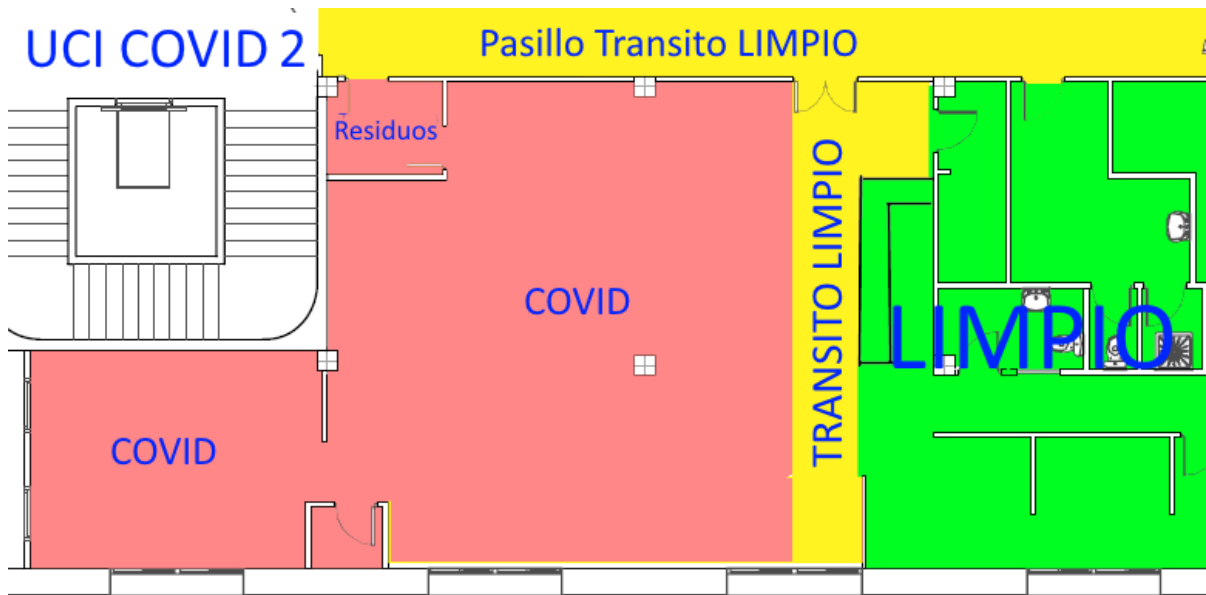 UCI COVID 2
Pasillo Transito LIMPIO
Residuos
COVID
TRANSITO LIMPIO
LIMPIO
COVID